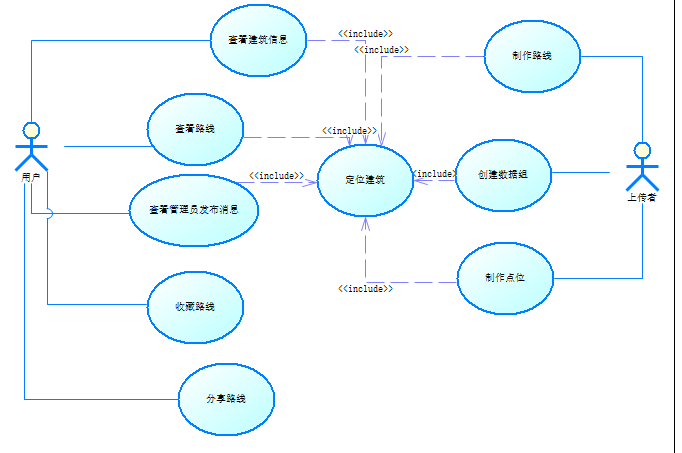 查看建筑信息
<<include>>
<<include>>
制作路线
查看路线
<<include>>
用户
<<include>>
定位建筑
<<include>>
创建数据组
上传者
查看管理员发布消息
制作点位
<<include>>
收藏路线
分享路线